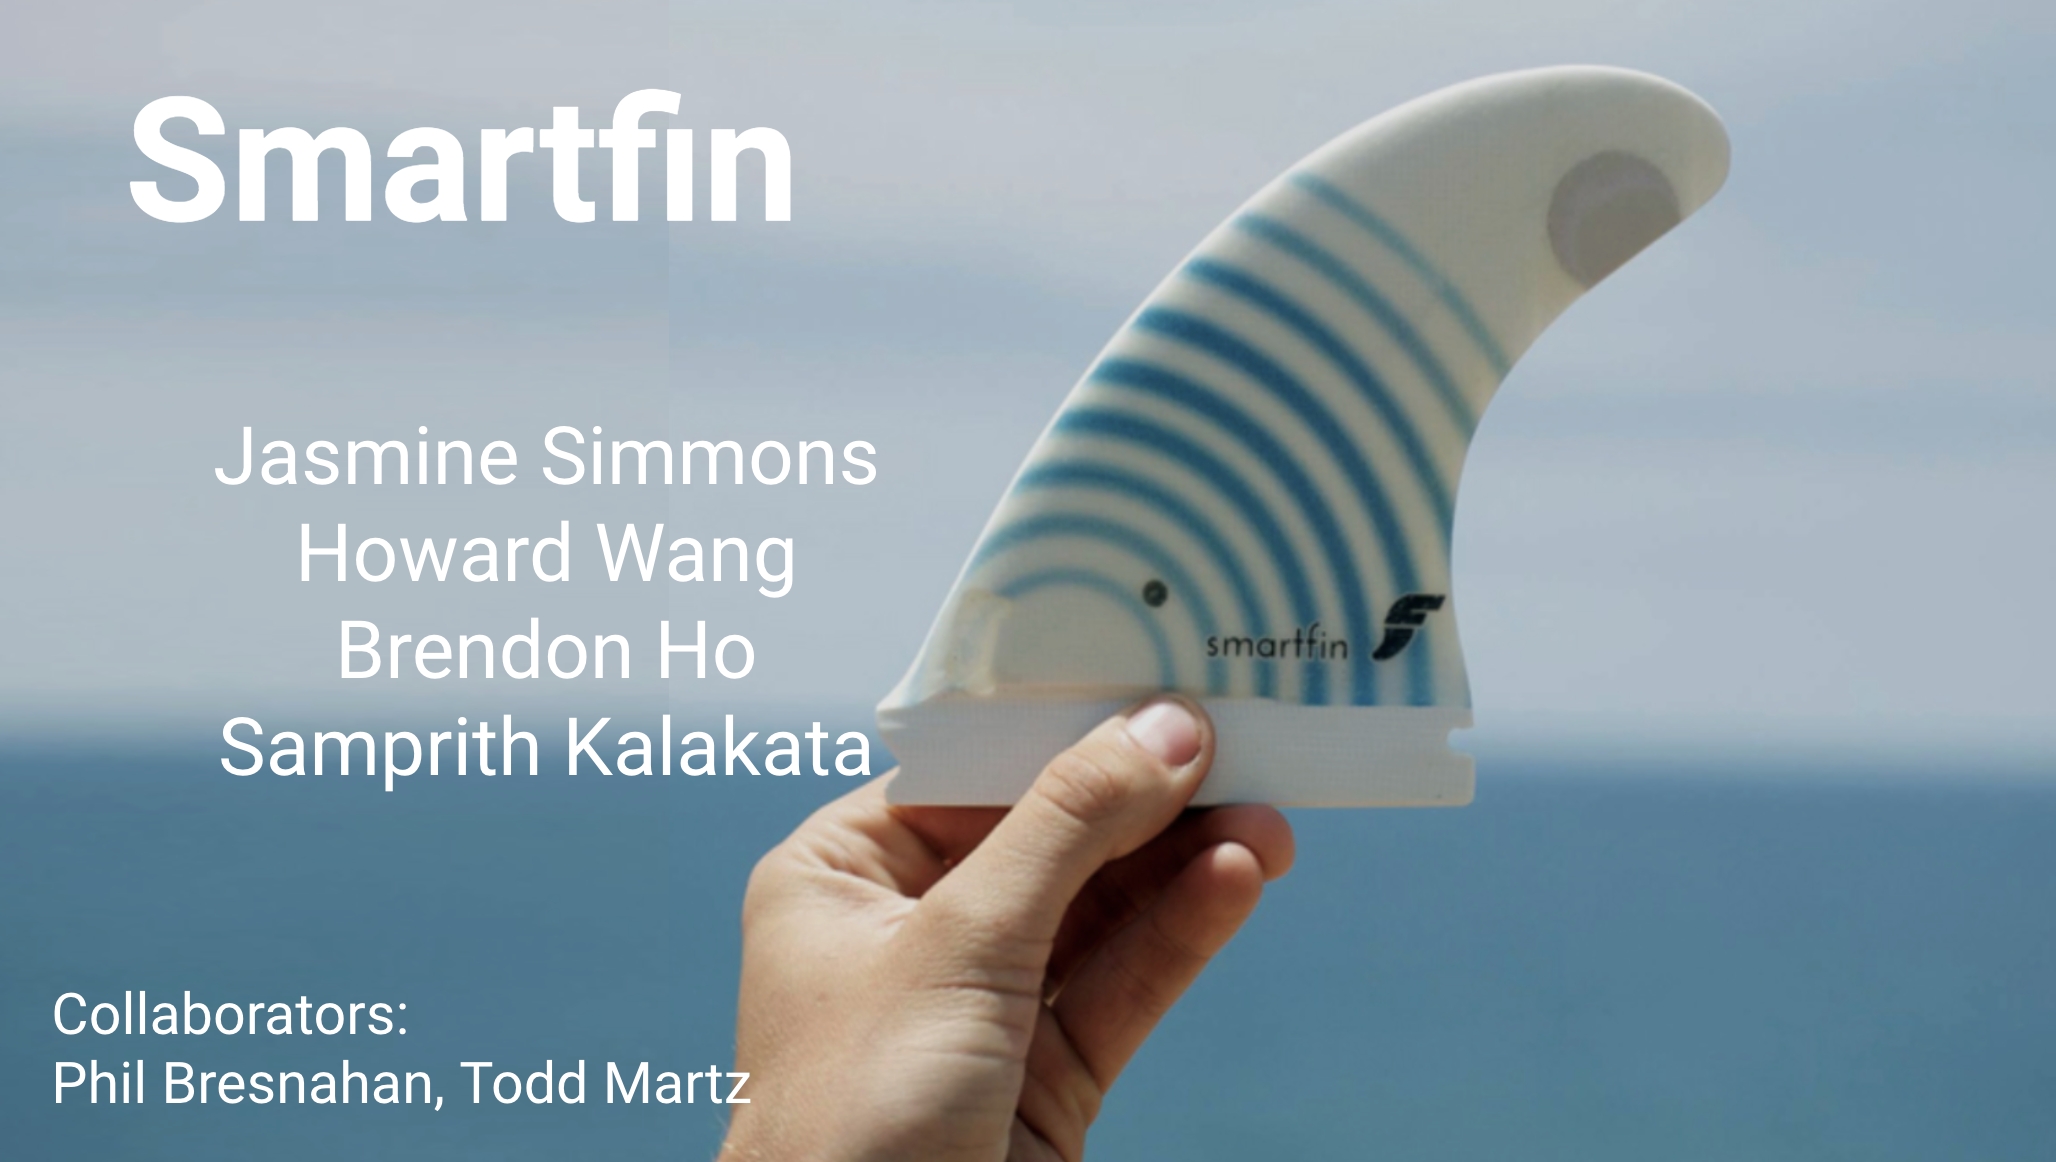 Smartfin
Jasmine Simmons
Howard Wang
Brendon Ho
Samprith Kalakata
smartfin
Collaborators:
Phil Bresnahan, Todd Martz